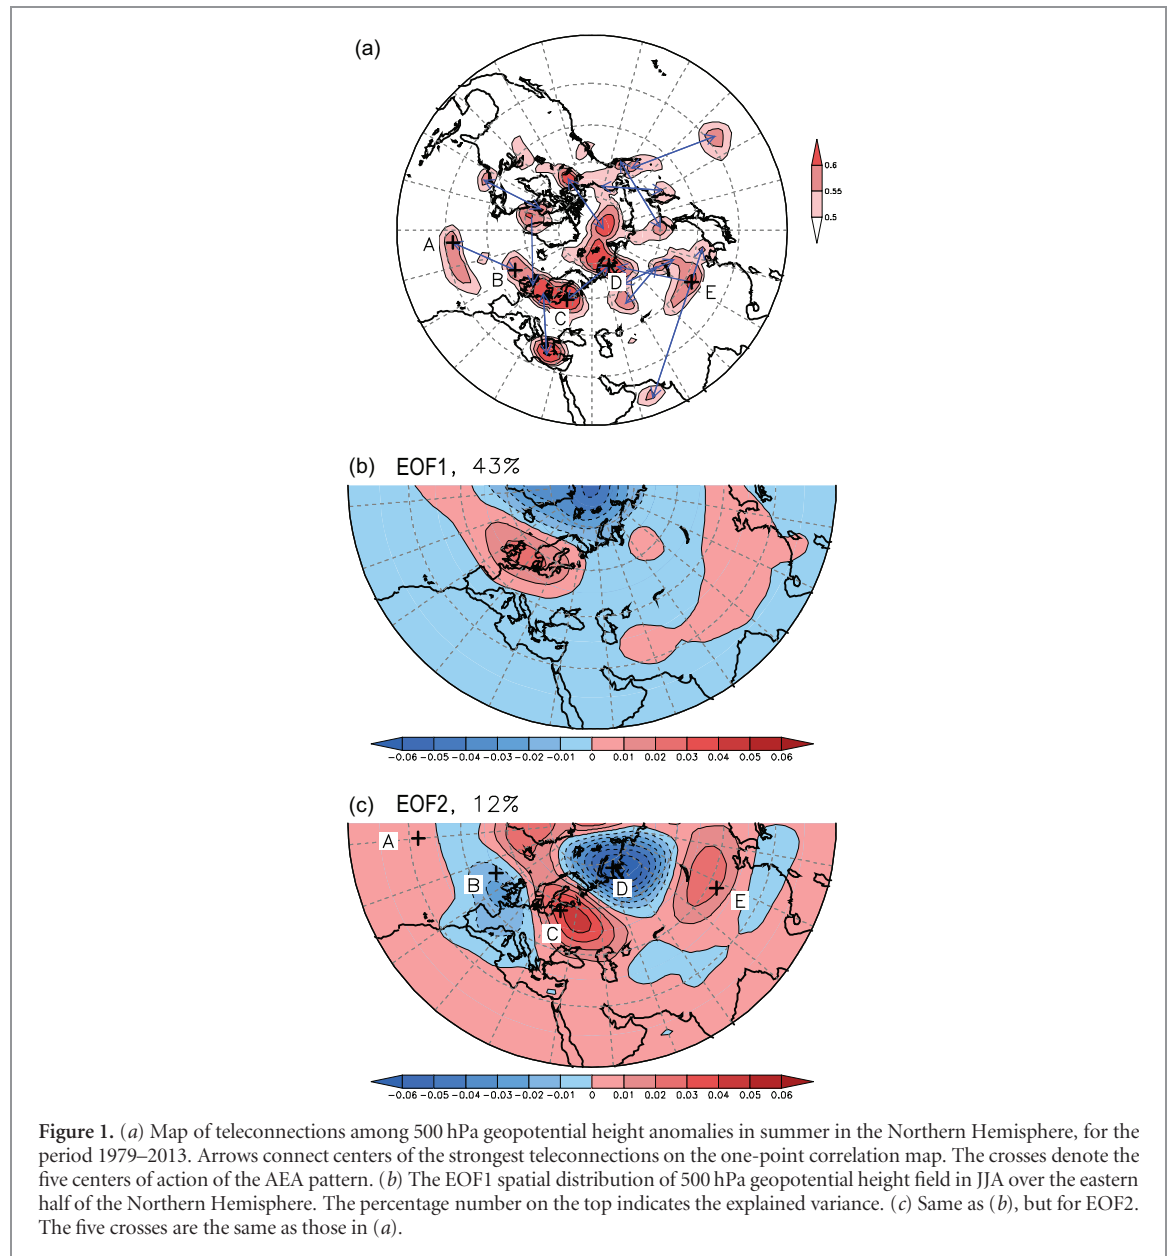 (a)
0.6
0.55
0.5
A
B
C
D
E
(b) EOF1, 43%
-0.06 -0.05 -0.04 -0.03 -0.02 -0.01 0 0.01 0.02 0.03 0.04 0.05 0.06
(c) EOF2, 12%
A
B
C
D
E
-0.06 -0.05 -0.04 -0.03 -0.02 -0.01 0 0.01 0.02 0.03 0.04 0.05 0.06
Figure 1. (a) Map of teleconnections among 500 hPa geopotential height anomalies in summer in the Northern Hemisphere, for the
period 1979–2013. Arrows connect centers of the strongest teleconnections on the one-point correlation map. The crosses denote the
five centers of action of the AEA pattern. (b) The EOF1 spatial distribution of 500 hPa geopotential height field in JJA over the eastern
half of the Northern Hemisphere. The percentage number on the top indicates the explained variance. (c) Same as (b), but for EOF2.
The five crosses are the same as those in (a).